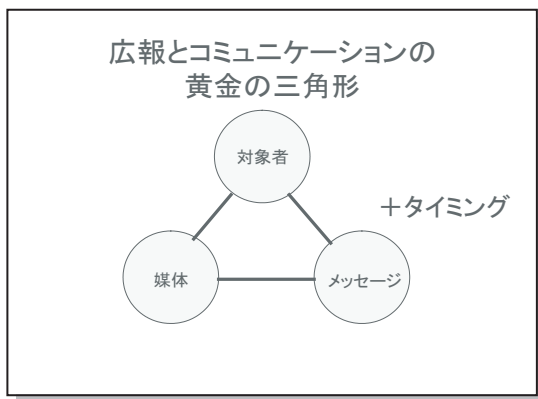 広報とコミュニケーションの
黄金の三角形
対象者
＋タイミング
媒体
メッセージ